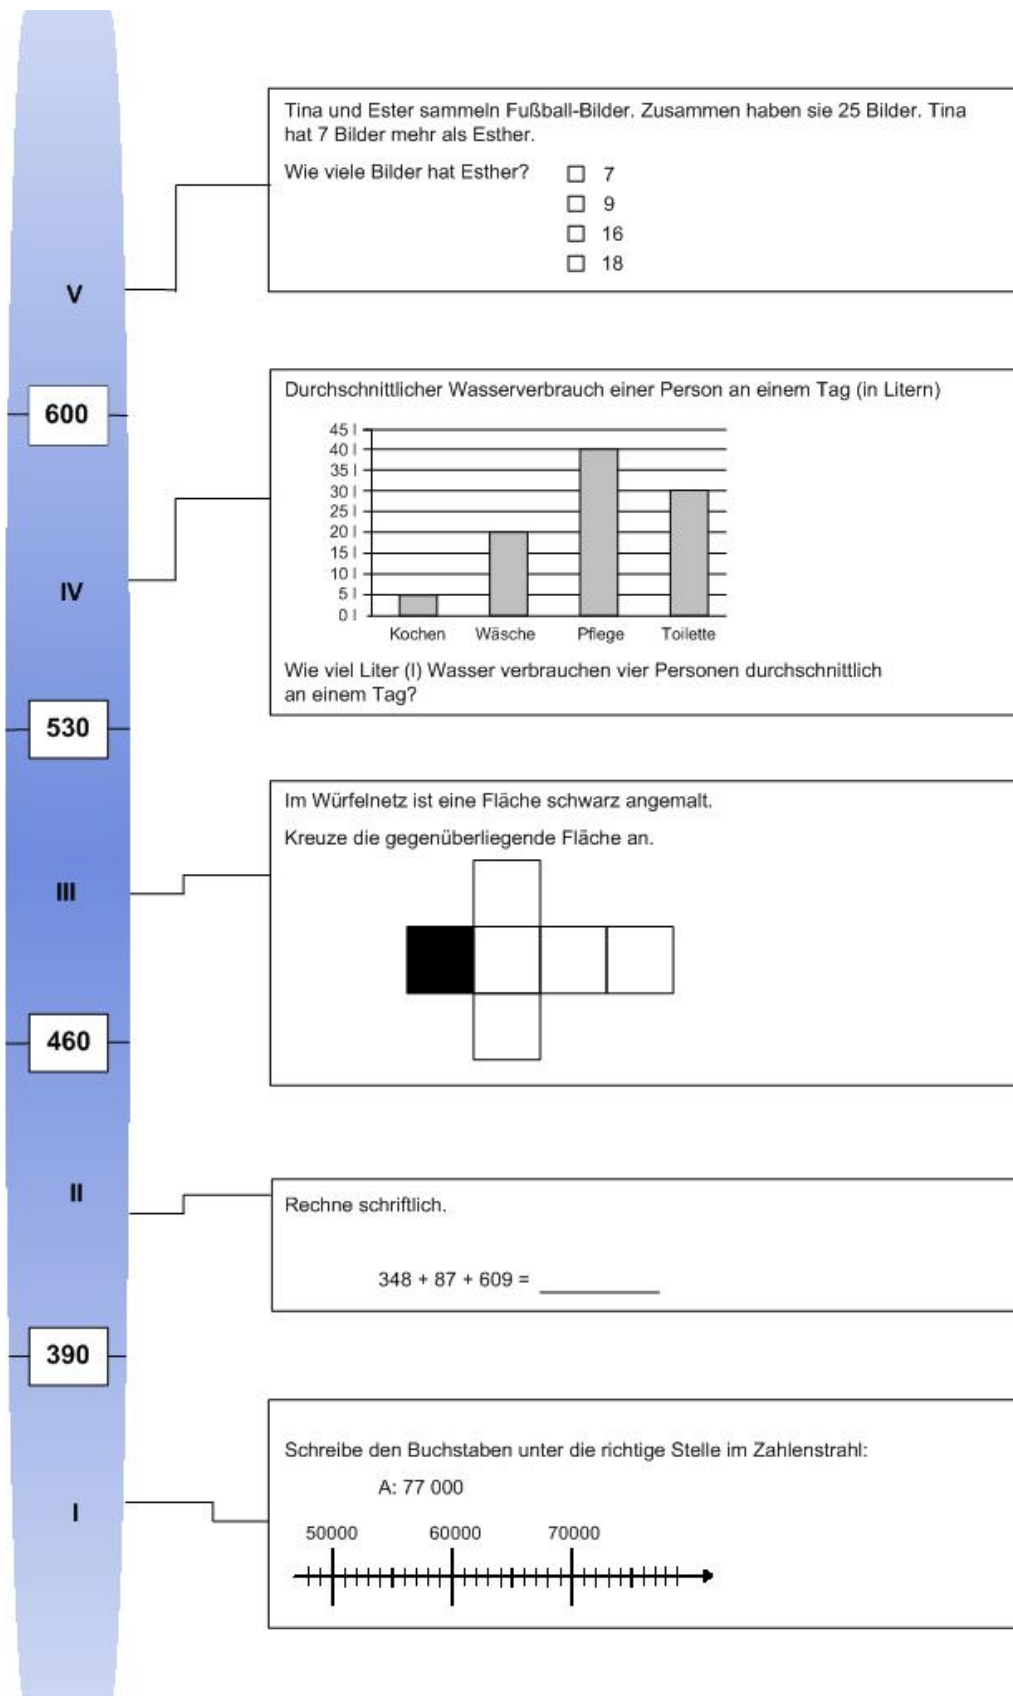 Tina und Ester sammeln Fußball-Bilder. Zusammen haben sie 25 Bilder. Tina
hat 7 Bilder mehr als Esther.
Wie viele Bilder hat Esther?
7
9
16
18
V
600
Durchschnittlicher Wasserverbrauch einer Person an einem Tag (in Litern)
45 l
40 l
35 l
30 l
25 l
20 l
15 l
10 l
5 l
0 l
Kochen Wäsche Pflege Toilette
Wie viel Liter (l) Wasser verbrauchen vier Personen durchschnittlich
an einem Tag?
IV
530
Im Würfelnetz ist eine Fläche schwarz angemalt.
Kreuze die gegenüberliegende Fläche an.
III
460
II
Rechne schriftlich.
348 + 87 + 609 =
390
Schreibe den Buchstaben unter die richtige Stelle im Zahlenstrahl:
A: 77 000
I
50000 60000 70000